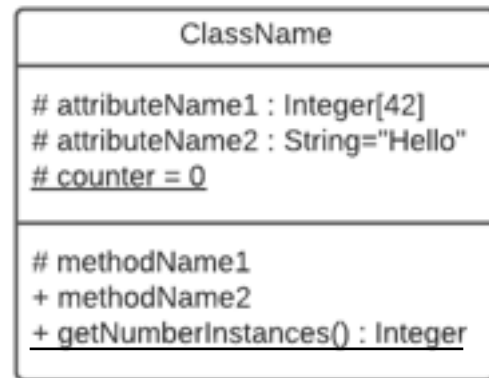 ClassName
# attributeName1 : Integer[42]
# attributeName2 : String="Hello"
# counter = 0
# methodName1
+ methodName2
+ getNumberInstances() : Integer